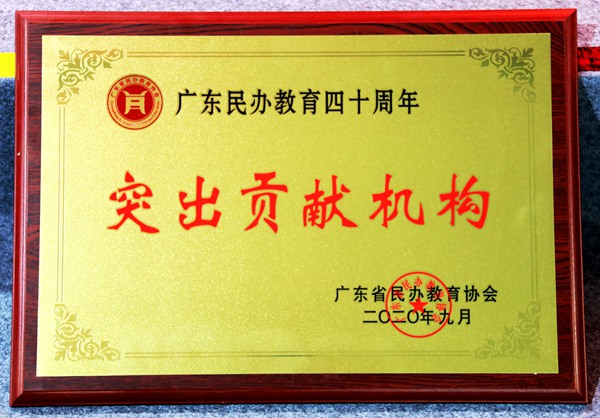 广东民办教育四十周年
突出贡献机构
广东省民办教育协会
二〇二〇年九月